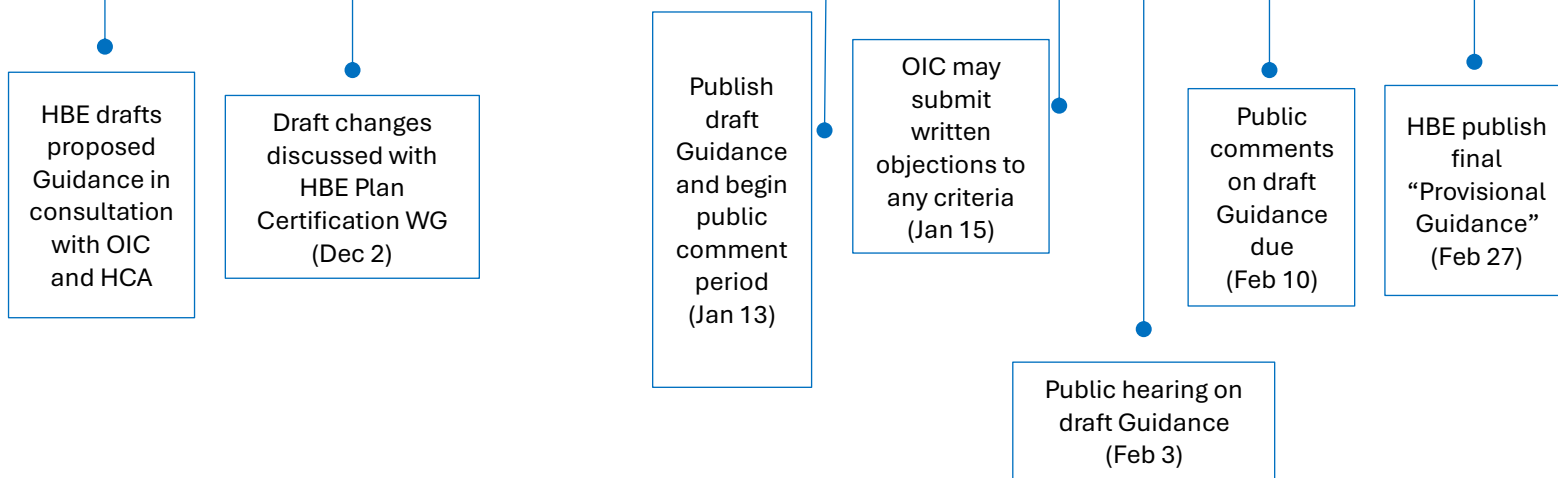 HBE drafts
proposed
Guidance in
consultation
with OIC
and HCA
Draft changes
discussed with
HBE Plan
Certification WG
(Dec 2)
Publish
draft
Guidance
and begin
public
comment
period
(Jan 13)
OIC may
submit
written
objections to
any criteria
(Jan 15)
Public hearing on
draft Guidance
(Feb 3)
Public
comments
on draft
Guidance
due
(Feb 10)
HBE publish
final
“Provisional
Guidance”
(Feb 27)